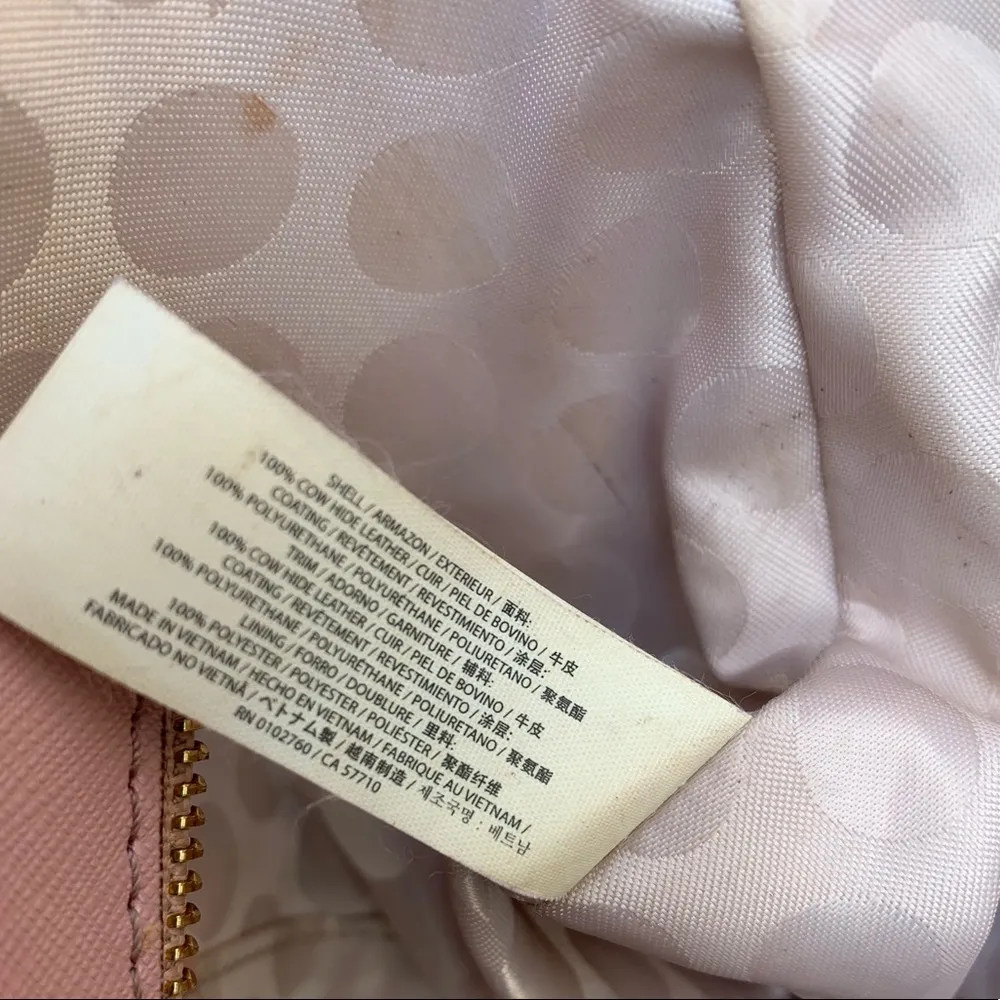 SHELL / ARMAZON / EXTERIEUR / 面料:
100% COW HIDE LEATHER / CUIR / PIEL DE BOVINO / 牛皮
COATING / REVÊTEMENT / REVESTIMIENTO / 涂层:
100% POLYURETHANE / POLYURÉTHANE / POLIURETANO / 聚氨酯
TRIM / ADORNO / GARNITURE / 辅料:
100% COW HIDE LEATHER / CUIR / PIEL DE BOVINO / 牛皮
COATING / REVÊTEMENT / REVESTIMIENTO / 涂层:
100% POLYURETHANE / POLYURÉTHANE / POLIURETANO / 聚氨酯
LINING / FORRO / DOUBLURE / 里料:
100% POLYESTER / POLYESTER / POLIÉSTER / 聚酯纤维
MADE IN VIETNAM / HECHO EN VIETNAM / FABRIQUE AU VIETNAM /
FABRICADO NO VIETNÃ / ベトナム製 / 越南制造 / 제조국명 : 베트남
RN 0102760 / CA 57710